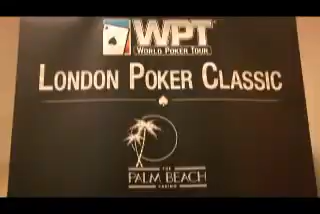 WPT
WORLD POKER TOUR
LONDON POKER CLASSIC
THE
PALM BEACH
CASINO